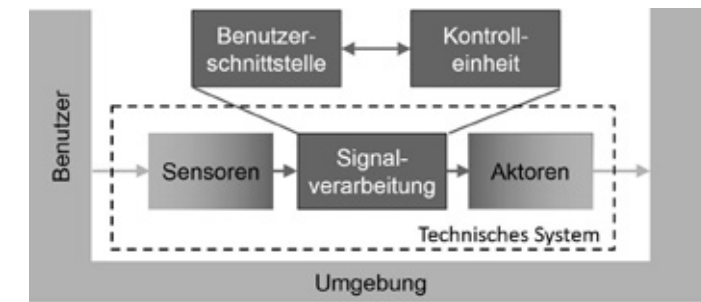 Benutzer-
schnittstelle
Kontroll-
einheit
Benutzer
Sensoren
Signal-
verarbeitung
Aktoren
Technisches System
Umgebung